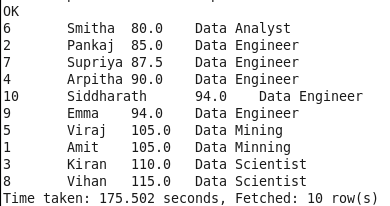 OK
6 Smitha 80.0 Data Analyst
2 Pankaj 85.0 Data Engineer
7 Supriya 87.5 Data Engineer
4 Arpitha 90.0 Data Engineer
10 Siddharath 94.0 Data Engineer
9 Emma 94.0 Data Engineer
5 Viraj 105.0 Data Mining
1 Amit 105.0 Data Minning
3 Kiran 110.0 Data Scientist
8 Vihan 115.0 Data Scientist
Time taken: 175.502 seconds, Fetched: 10 row(s)